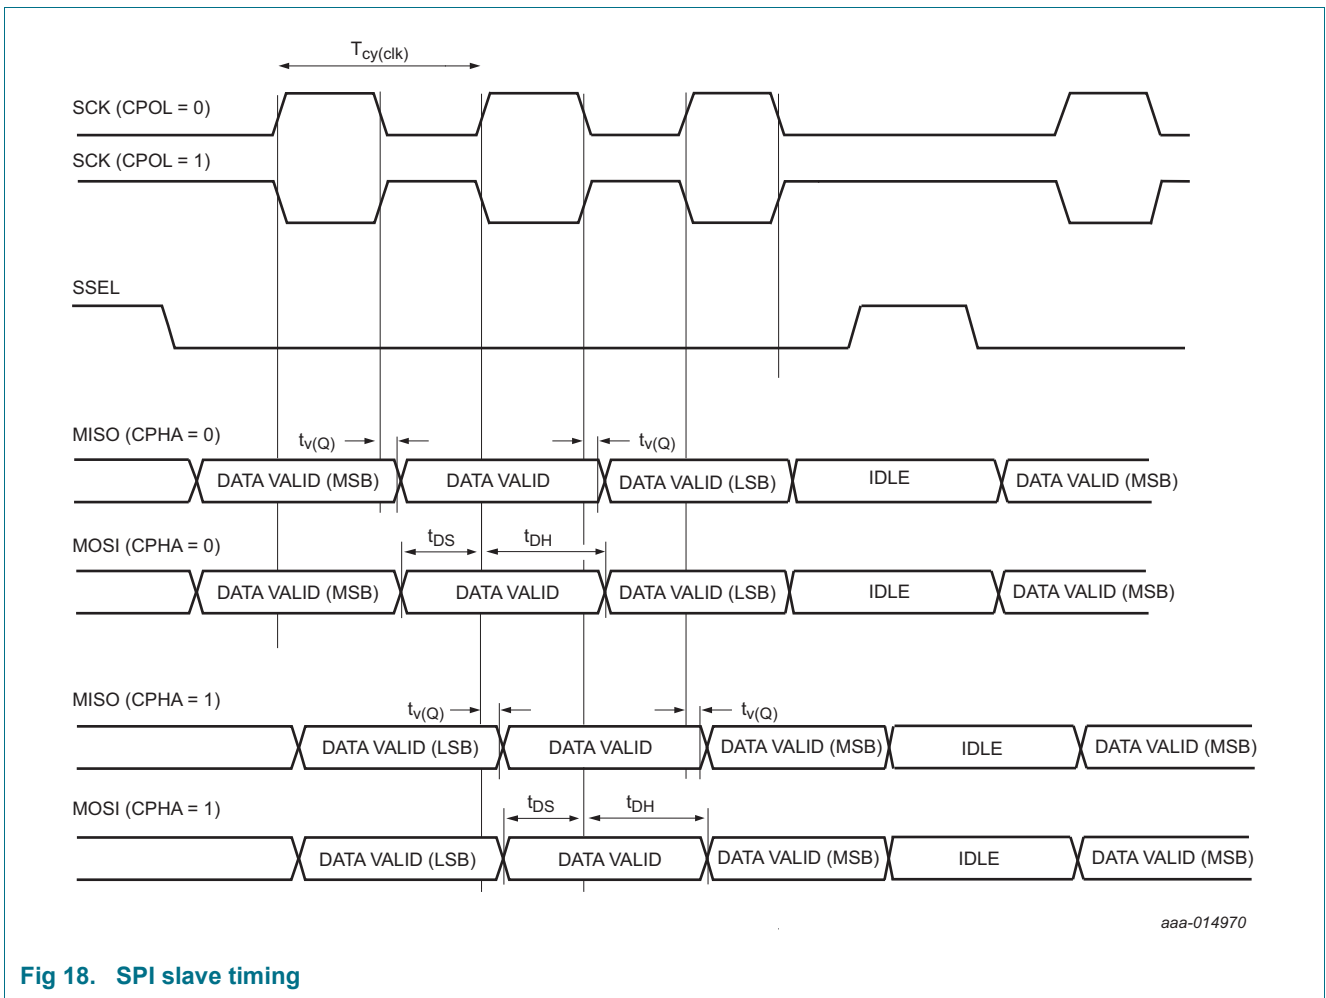 Tcy(clk)
SCK (CPOL = 0)
SCK (CPOL = 1)
SSEL
MISO (CPHA = 0)
tv(Q) tv(Q)
DATA VALID (MSB) DATA VALID DATA VALID (LSB) IDLE DATA VALID (MSB)
MOSI (CPHA = 0)
tDS tDH
DATA VALID (MSB) DATA VALID DATA VALID (LSB) IDLE DATA VALID (MSB)
MISO (CPHA = 1)
tv(Q) tv(Q)
DATA VALID (LSB) DATA VALID DATA VALID (MSB) IDLE DATA VALID (MSB)
MOSI (CPHA = 1)
tDS tDH
DATA VALID (LSB) DATA VALID DATA VALID (MSB) IDLE DATA VALID (MSB)
aaa-014970
Fig 18. SPI slave timing